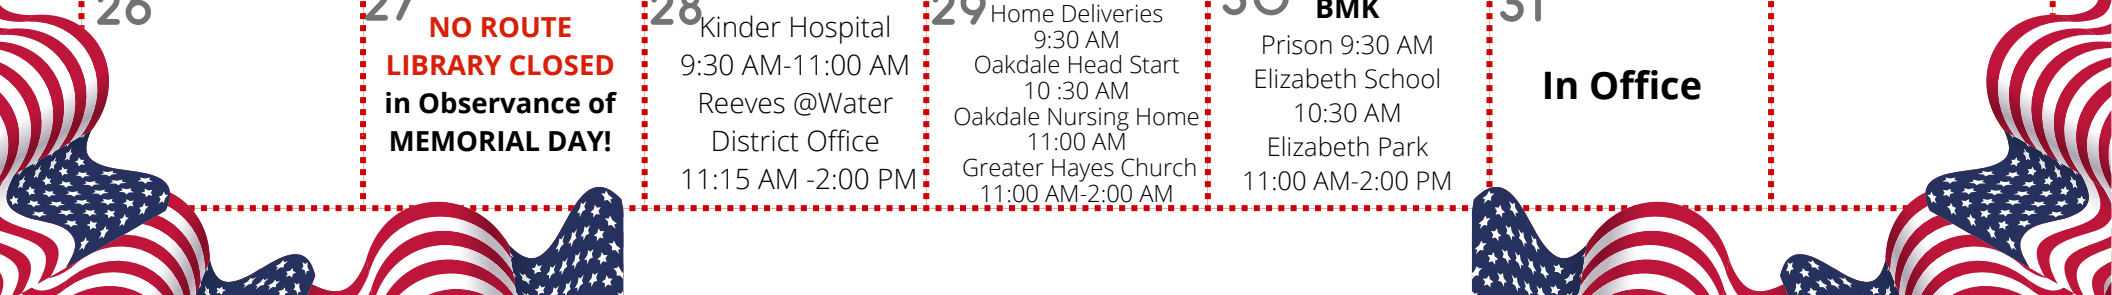 26
27
NO ROUTE
LIBRARY CLOSED
in Observance of
MEMORIAL DAY!
28
Kinder Hospital
9:30 AM-11:00 AM
Reeves @Water
District Office
11:15 AM -2:00 PM
29
Home Deliveries
9:30 AM
Oakdale Head Start
10 :30 AM
Oakdale Nursing Home
11:00 AM
Greater Hayes Church
11:00 AM-2:00 AM
30
BMK
Prison 9:30 AM
Elizabeth School
10:30 AM
Elizabeth Park
11:00 AM-2:00 PM
31
In Office